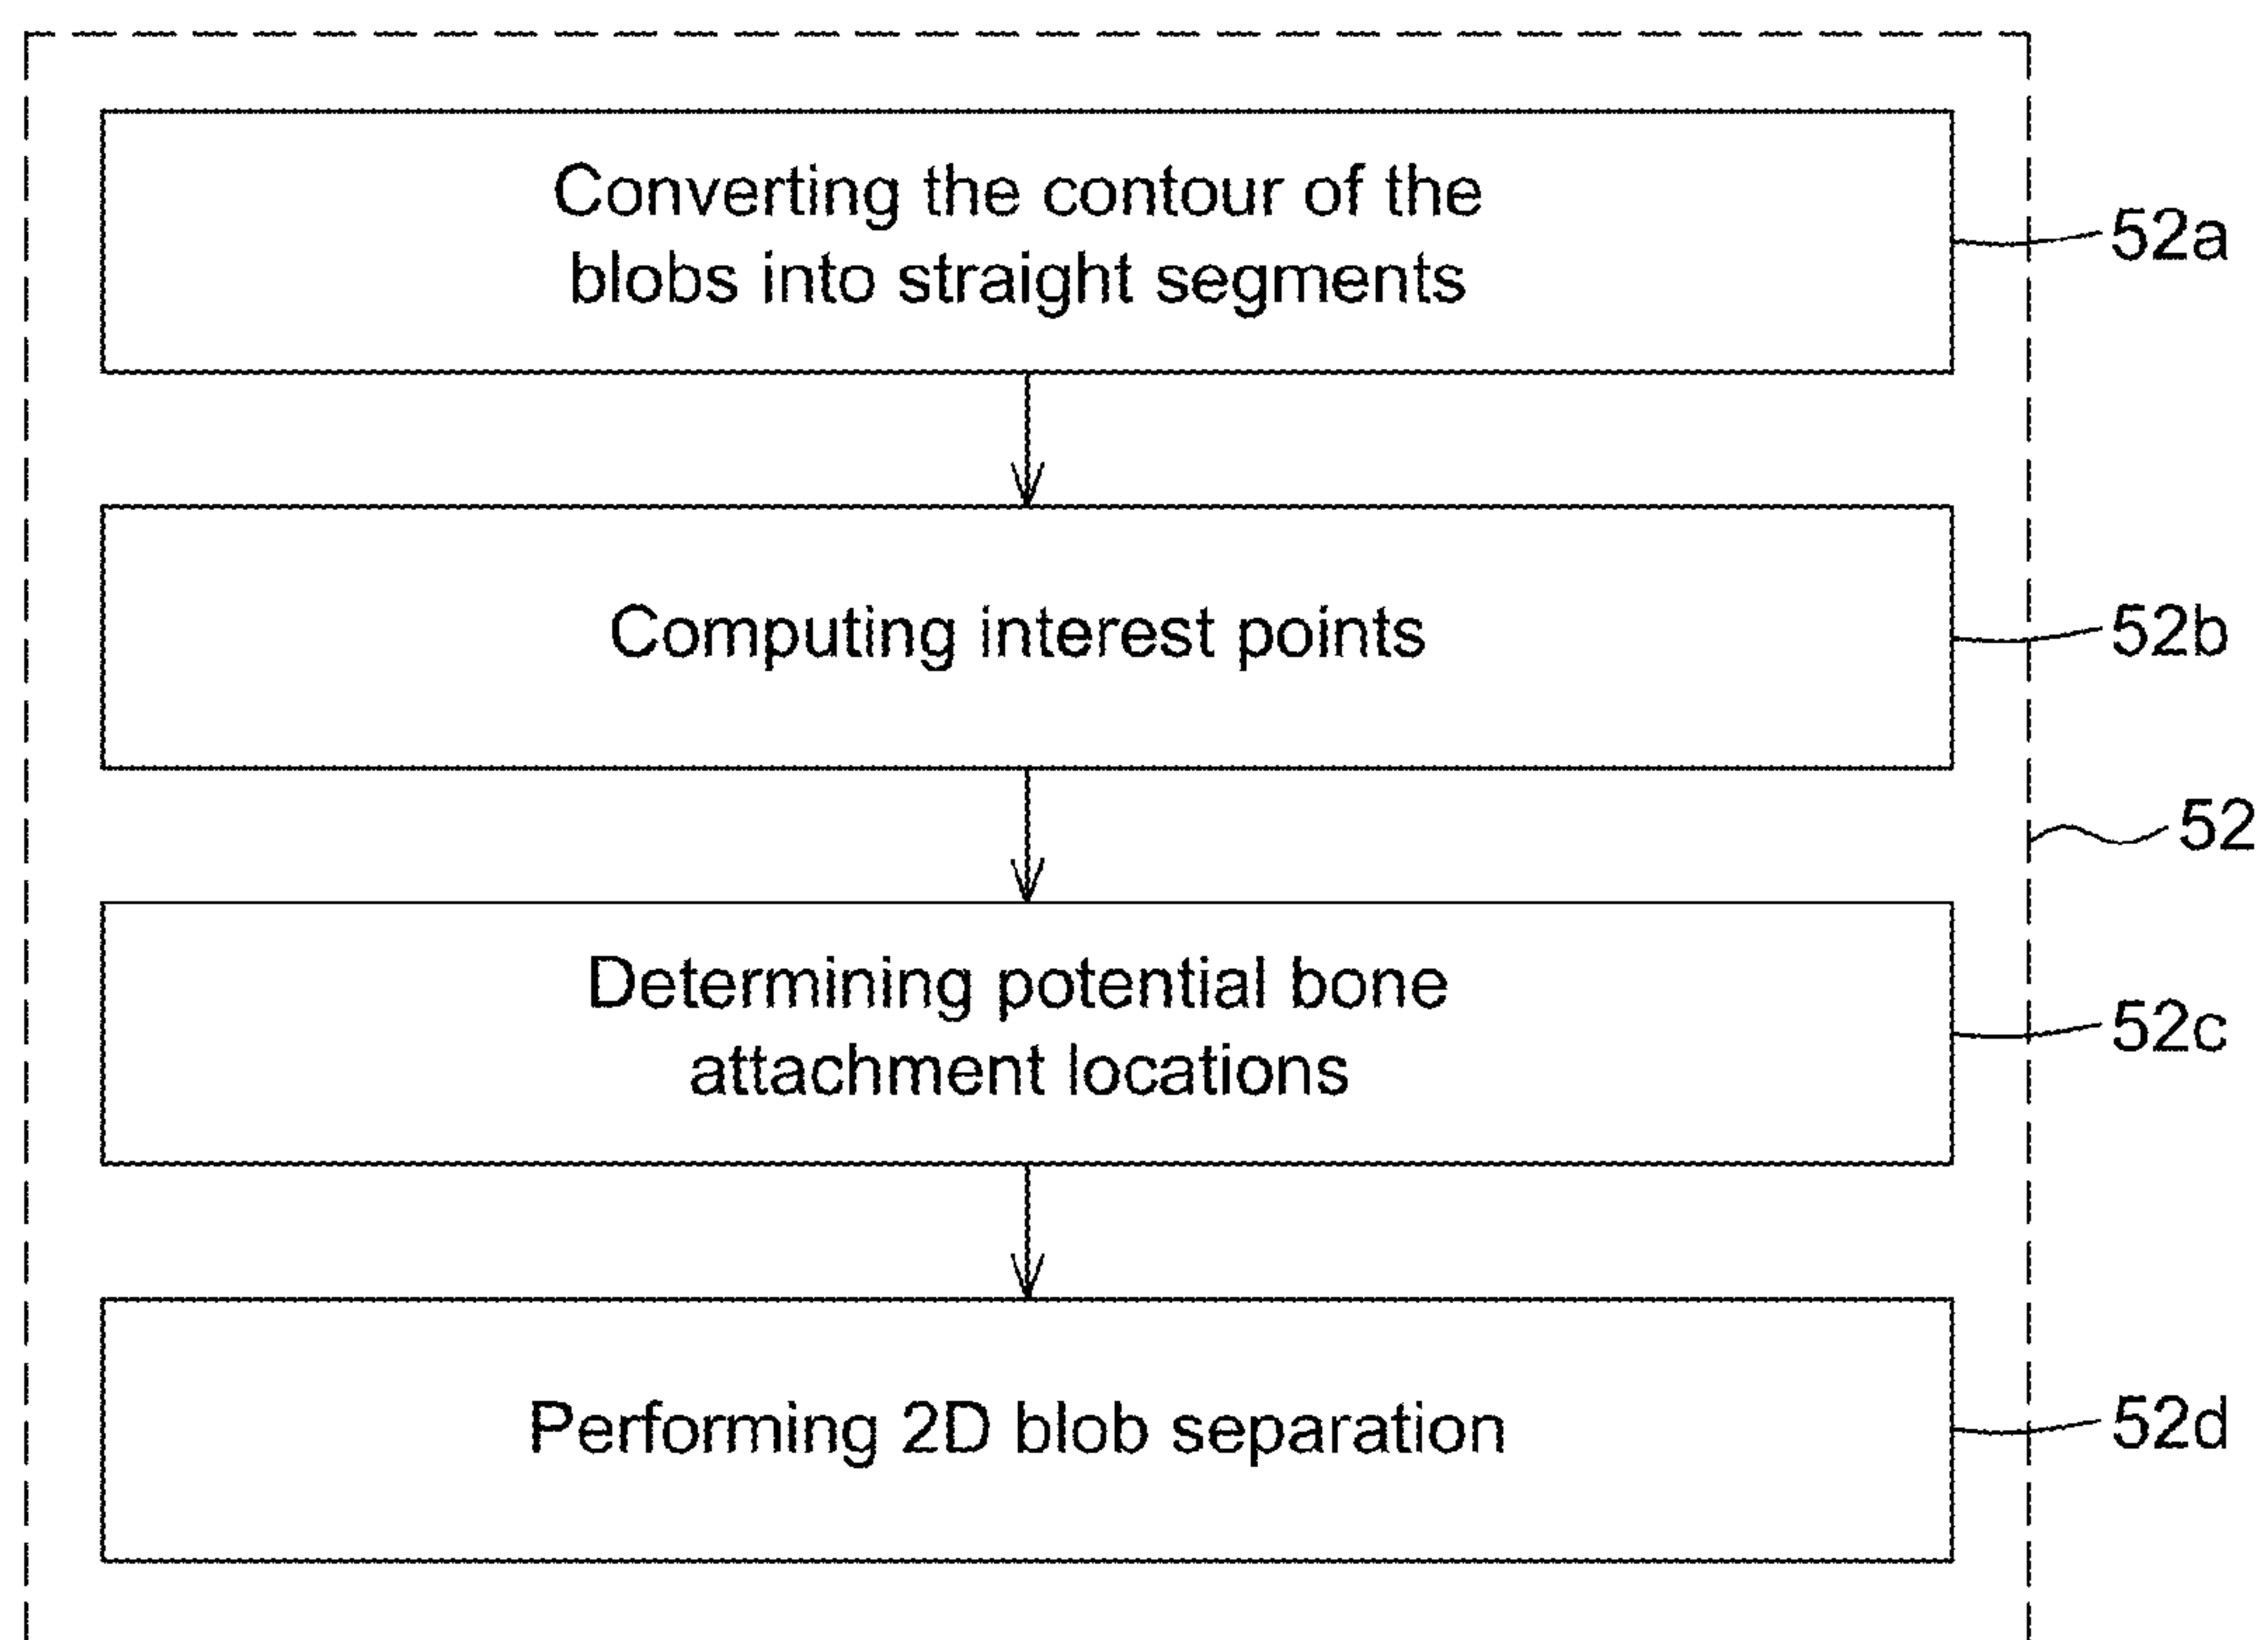 Converting the contour of the
blobs into straight segments
52a
Computing interest points
52b
52
Determining potential bone
attachment locations
52c
Performing 2D blob separation
52d